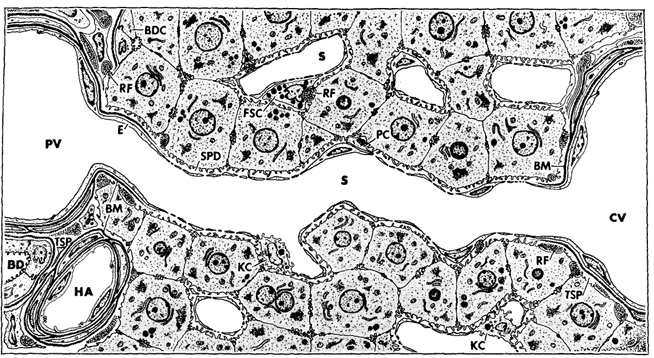 BDC
S
RF
RF
FSC
E
PC
PV
SPD
BM
S
BM
CV
TSP
BD
KC
RF
HA
TSP
KC